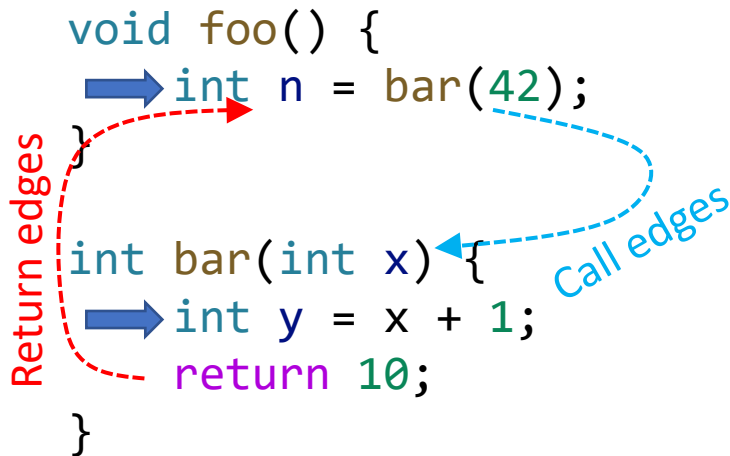 void foo() {
int n = bar(42);
}
Return edges
Call edges
int bar(int x) {
int y = x + 1;
return 10;
}